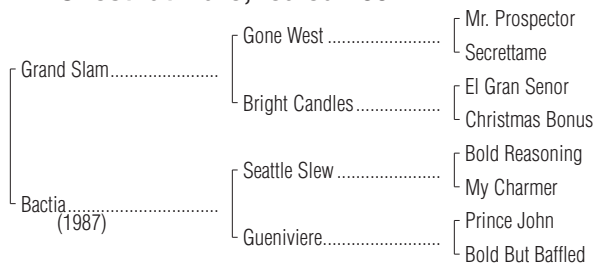 Gone West ........................ Mr. Prospector
Secrettame
Grand Slam.......................
Bright Candles .................. El Gran Senor
Christmas Bonus
Seattle Slew ...................... Bold Reasoning
My Charmer
Bactia................................
(1987)
Gueniviere......................... Prince John
Bold But Baffled